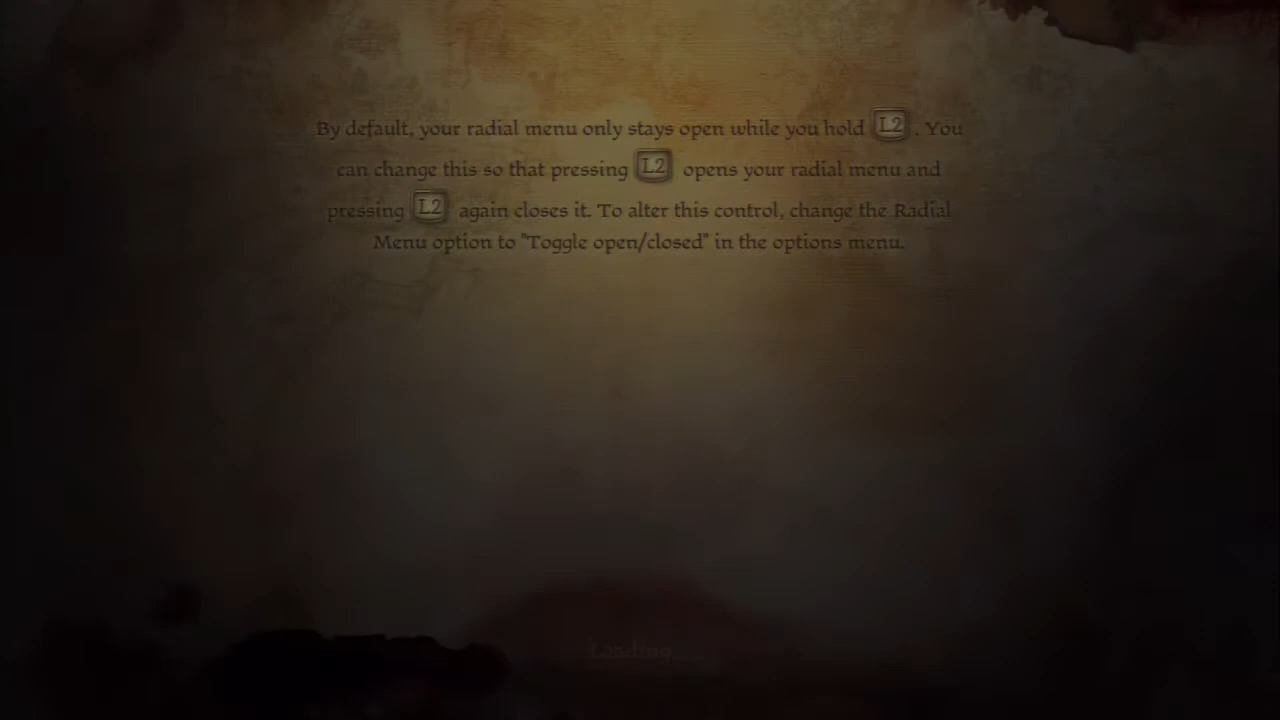 By default, your radial menu only stays open while you hold L2 . You
can change this so that pressing L2 opens your radial menu and
pressing L2 again closes it. To alter this control, change the Radial
Menu option to "Toggle open/closed" in the options menu.
Loading